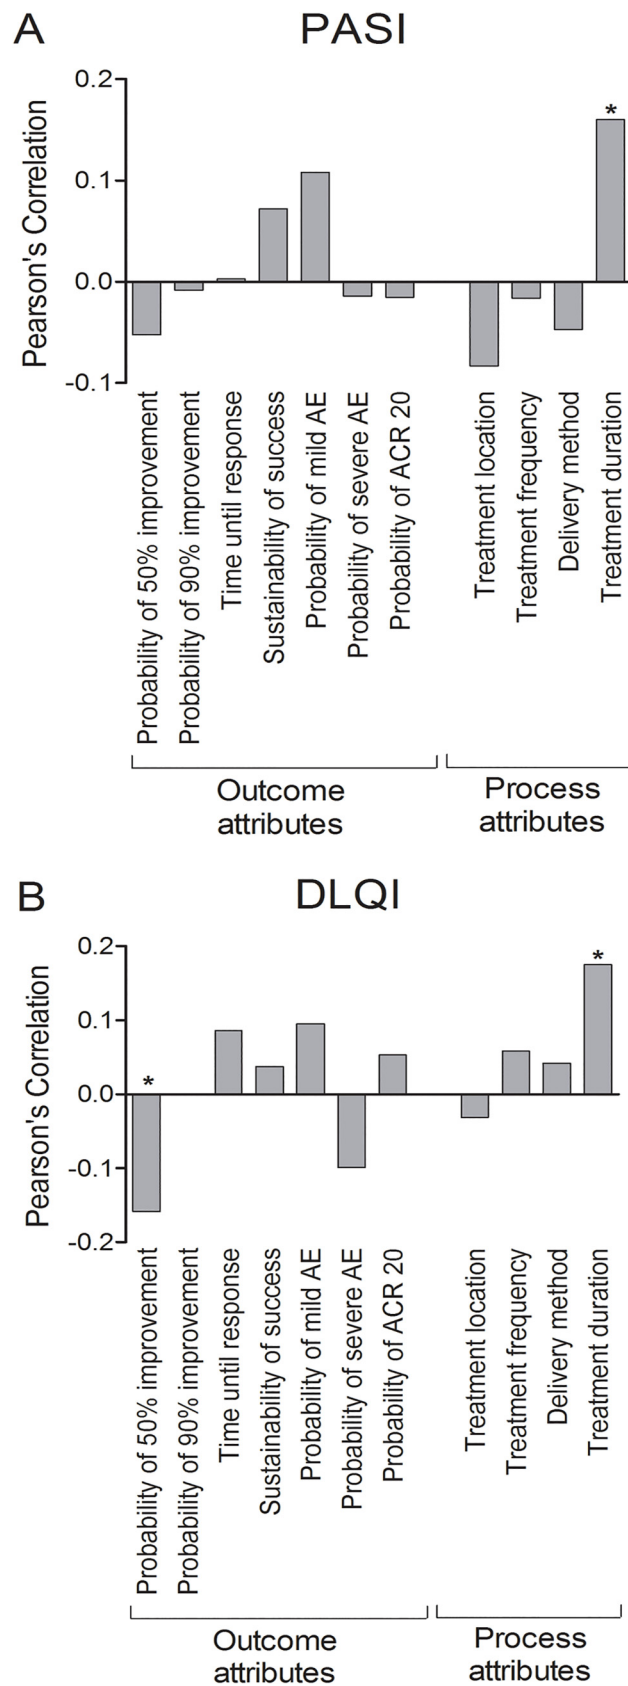 A
PASI
Pearson's Correlation
0.2
0.1
0.0
-0.1
*
Probability of 50% improvement
Probability of 90% improvement
Time until response
Sustainability of success
Probability of mild AE
Probability of severe AE
Probability of ACR 20
Treatment location
Treatment frequency
Delivery method
Treatment duration
Outcome
attributes
Process
attributes
B
DLQI
Pearson's Correlation
0.2
0.1
0.0
-0.1
-0.2
*
*
Probability of 50% improvement
Probability of 90% improvement
Time until response
Sustainability of success
Probability of mild AE
Probability of severe AE
Probability of ACR 20
Treatment location
Treatment frequency
Delivery method
Treatment duration
Outcome
attributes
Process
attributes